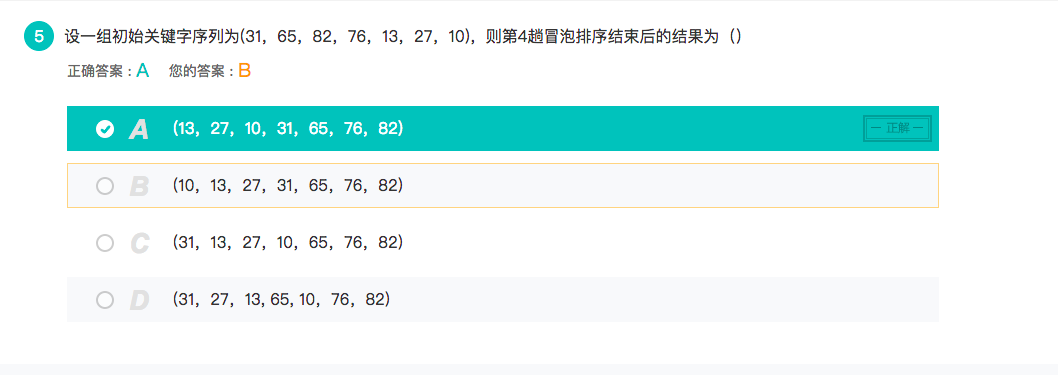 5 设一组初始关键字序列为(31，65，82，76，13，27，10)，则第4趟冒泡排序结束后的结果为（）
正确答案：A 您的答案：B
A (13，27，10，31，65，76，82) 正解
B (10，13，27，31，65，76，82)
C (31，13，27，10，65，76，82)
D (31，27，13, 65, 10，76，82)